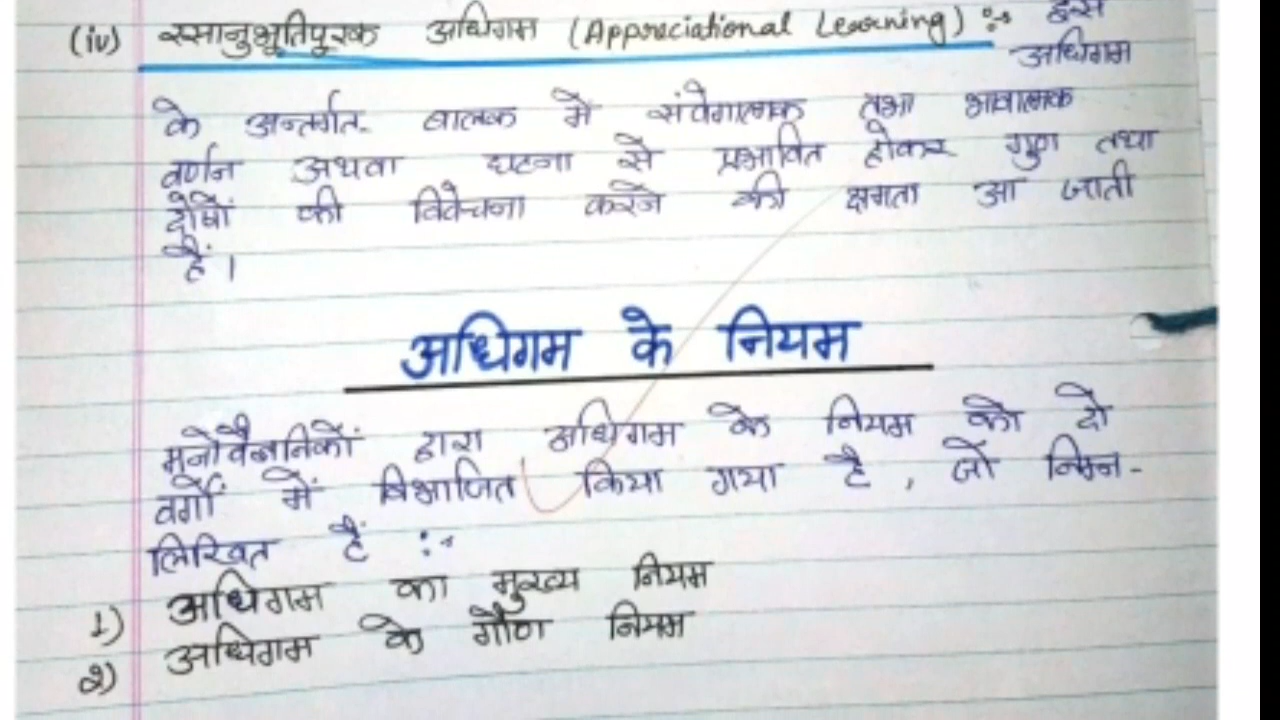 (iv) रसानुभूतिपूरक अधिगम (Appreciational Learning) :- इस
अधिगम
के अन्तर्गत बालक में संवेगात्मक तथा भावात्मक
वर्णन अथवा घटना से प्रभावित होकर गुण तथा
दोषों की विवेचना करने की क्षमता आ जाती
हैं।
अधिगम के नियम
मनोवैज्ञनिकों द्वारा अधिगम के नियम को दो
वर्गों में विभाजित किया गया है, जो निम्न-
लिखित हैं :-
1) अधिगम का मुख्य नियम
2) अधिगम के गौण नियम